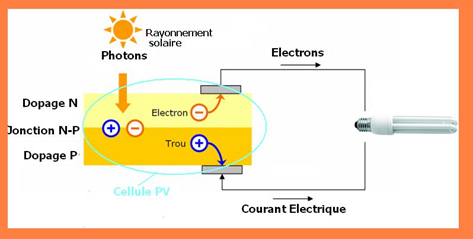 Rayonnement
solaire
Photons
Electrons
Dopage N
Electron
Jonction N-P
Trou
Dopage P
Cellule PV
Courant Electrique